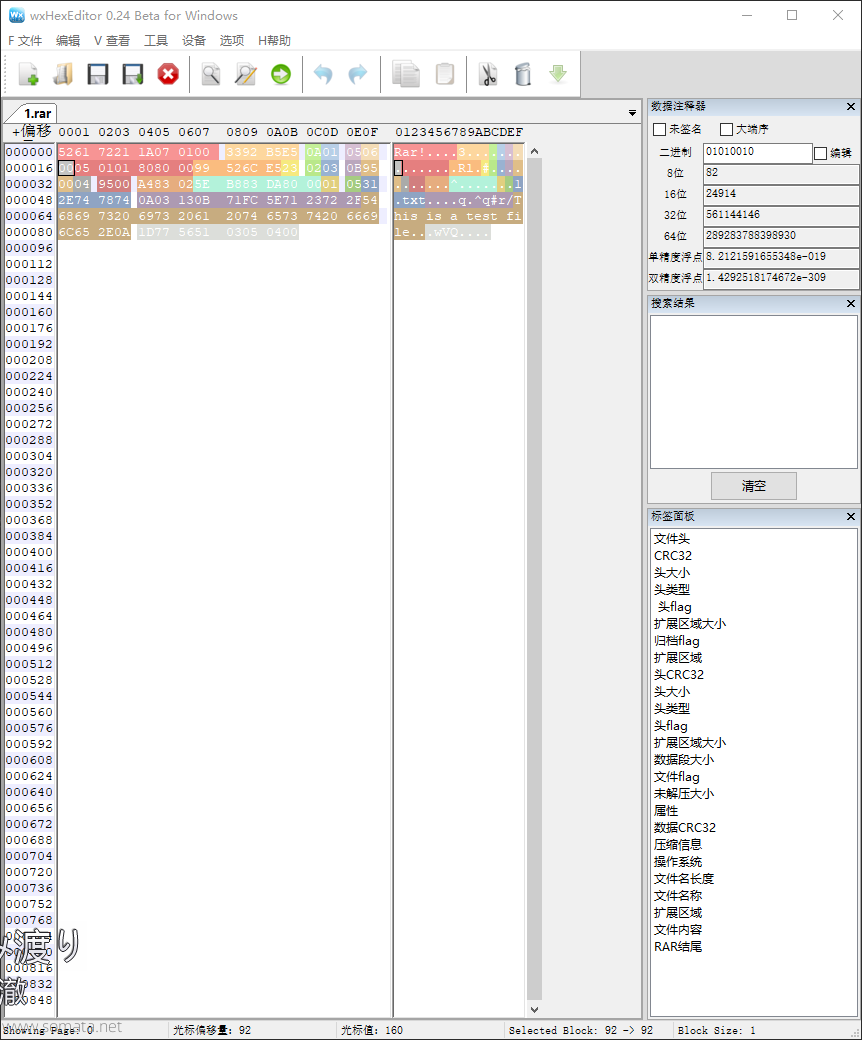 wxHexEditor 0.24 Beta for Windows
F 文件 编辑 V 查看 工具 设备 选项 H帮助
1.rar
+偏移 0001 0203 0405 0607 0809 0A0B 0C0D 0E0F 0123456789ABCDEF
000000 5261 7221 1A07 0100 3392 B5E5 0A01 0506 Rar!....3.......
000016 0005 0101 8080 0099 526C E523 0203 0B95 ........Rl.#....
000032 0004 9500 A483 025E B883 DA80 0001 0531 .......^.......1
000048 2E74 7874 0A03 130B 71FC 5E71 2372 2F54 .txt....q.^q#r/T
000064 6869 7320 6973 2061 2074 6573 7420 6669 his is a test fi
000080 6C65 2E0A 1D77 5651 0305 0400 le...wVQ....
000096
000112
000128
000144
000160
000176
000192
000208
000224
000240
000256
000272
000288
000304
000320
000336
000352
000368
000384
000400
000416
000432
000448
000464
000480
000496
000512
000528
000544
000560
000576
000592
000608
000624
000640
000656
000672
000688
000704
000720
000736
000752
000768
渡り
000816
000832
澈
000848
www.somata.net
数据注释器
未签名 大端序
二进制 01010010 编辑
8位 82
16位 24914
32位 561144146
64位 289283788398930
单精度浮点 8.2121591655348e-019
双精度浮点 1.4292518174672e-309
搜索结果
清空
标签面板
文件头
CRC32
头大小
头类型
头flag
扩展区域大小
归档flag
扩展区域
头CRC32
头大小
头类型
头flag
扩展区域大小
数据段大小
文件flag
未解压大小
属性
数据CRC32
压缩信息
操作系统
文件名长度
文件名称
扩展区域
文件内容
RAR结尾
Showing Page: 0 光标偏移量: 92 光标值: 160 Selected Block: 92 -> 92 Block Size: 1